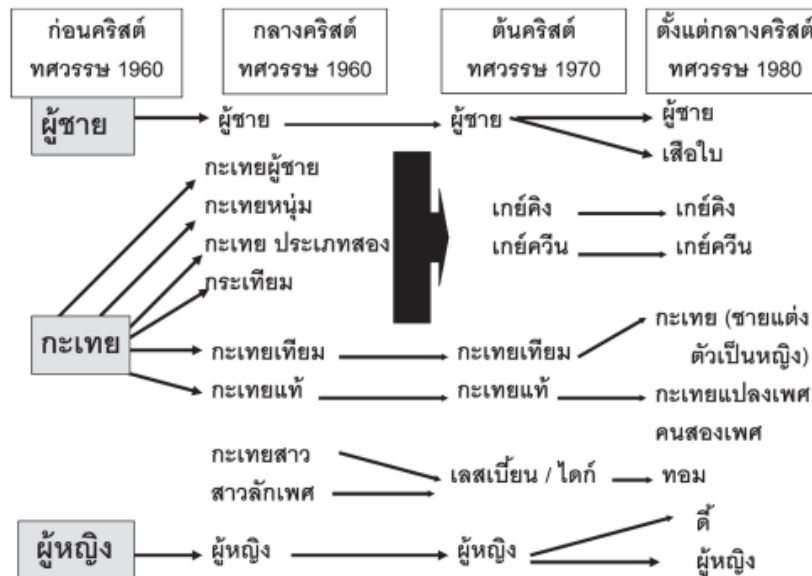 ก่อนคริสต์
ทศวรรษ 1960
กลางคริสต์
ทศวรรษ 1960
ต้นคริสต์
ทศวรรษ 1970
ตั้งแต่กลางคริสต์
ทศวรรษ 1980
ผู้ชาย
ผู้ชาย
ผู้ชาย
ผู้ชาย
เสือใบ
กะเทยผู้ชาย
กะเทยหนุ่ม
กะเทย ประเภทสอง
กระเทียม
เกย์คิง
เกย์คิง
เกย์ควีน
เกย์ควีน
กะเทย
กะเทยเทียม
กะเทยเทียม
กะเทย (ชายแต่ง
ตัวเป็นหญิง)
กะเทยแท้
กะเทยแท้
กะเทยแปลงเพศ
คนสองเพศ
กะเทยสาว
สาวลักเพศ
เลสเบี้ยน / ไดก์
ทอม
ดี้
ผู้หญิง
ผู้หญิง
ผู้หญิง
ผู้หญิง